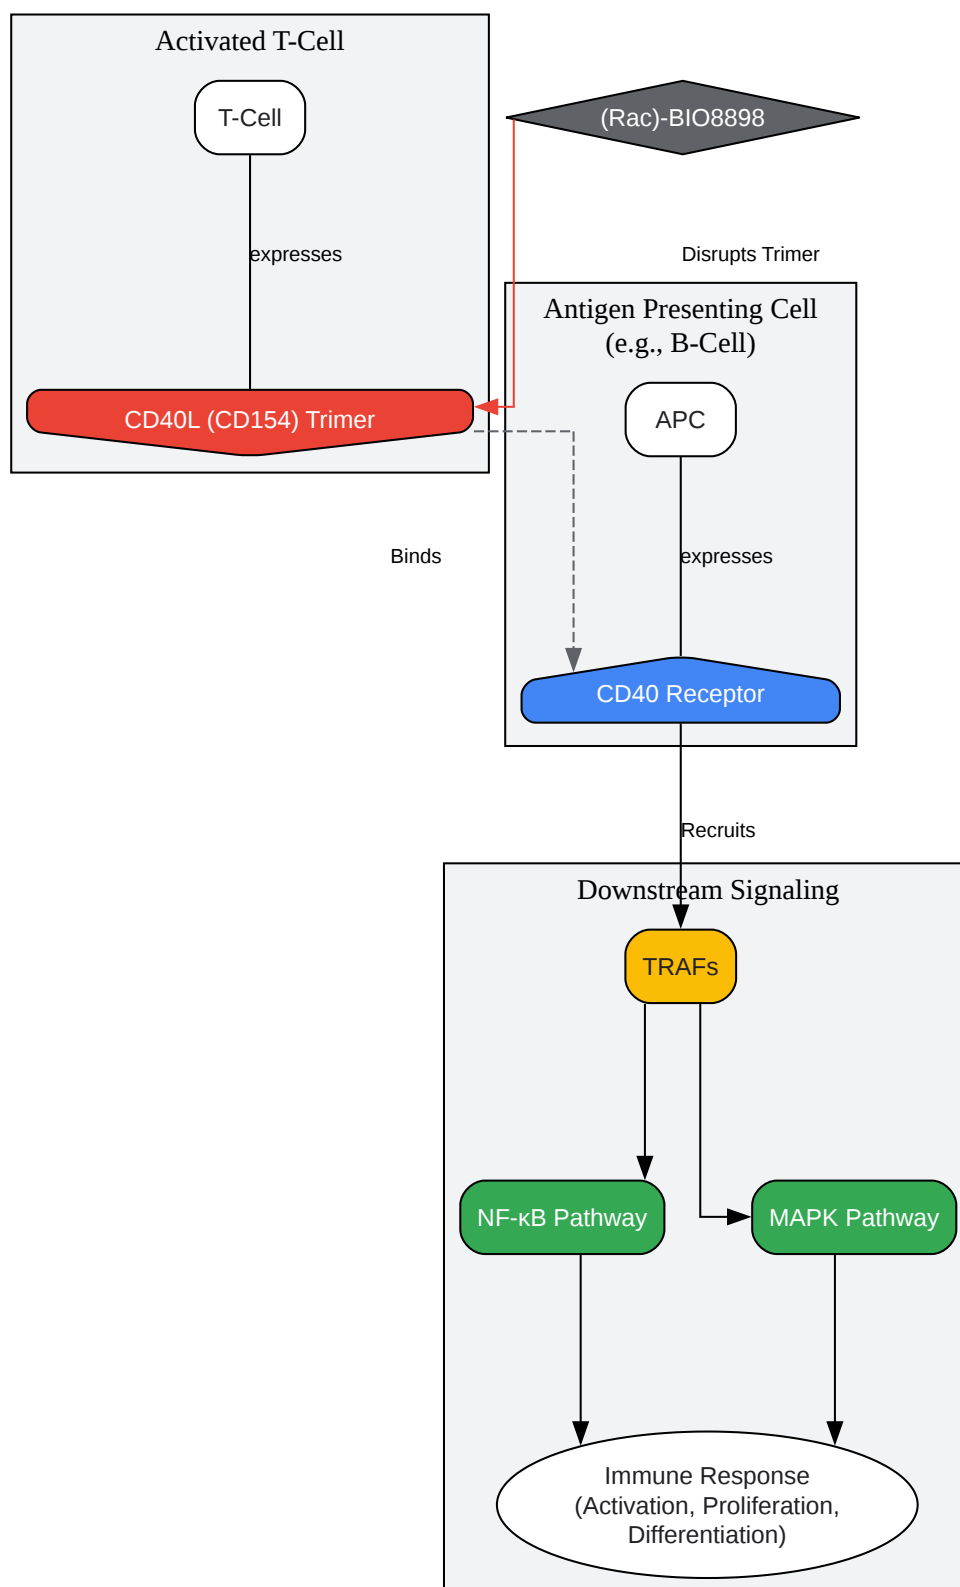 Activated T-Cell
T-Cell
(Rac)-BIO8898
expresses
Disrupts Trimer
Antigen Presenting Cell
(e.g., B-Cell)
CD40L (CD154) Trimer
APC
Binds
expresses
CD40 Receptor
Recruits
Downstream Signaling
TRAFs
NF-κB Pathway
MAPK Pathway
Immune Response
(Activation, Proliferation,
Differentiation)